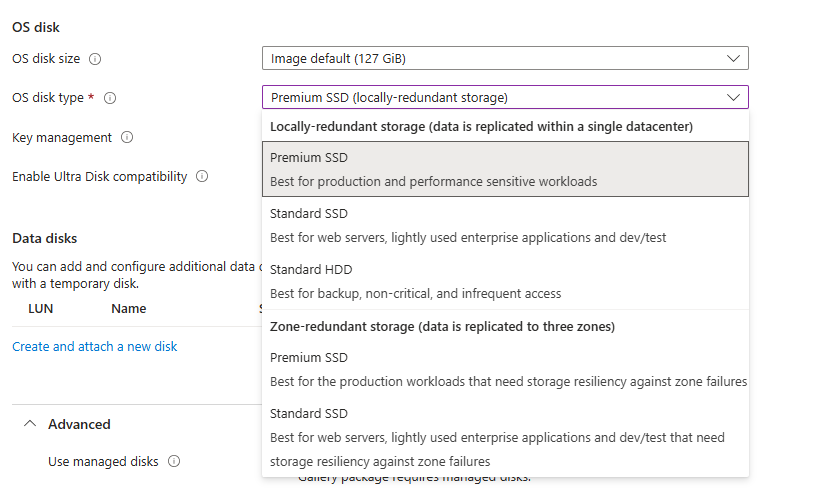 OS disk
OS disk size
Image default (127 GiB)
OS disk type *
Premium SSD (locally-redundant storage)
Key management
Enable Ultra Disk compatibility
Locally-redundant storage (data is replicated within a single datacenter)
Premium SSD
Best for production and performance sensitive workloads
Standard SSD
Best for web servers, lightly used enterprise applications and dev/test
Standard HDD
Best for backup, non-critical, and infrequent access
Zone-redundant storage (data is replicated to three zones)
Premium SSD
Best for the production workloads that need storage resiliency against zone failures
Standard SSD
Best for web servers, lightly used enterprise applications and dev/test that need
storage resiliency against zone failures
Data disks
You can add and configure additional data
with a temporary disk.
LUN Name
Create and attach a new disk
Advanced
Use managed disks
Gallery package requires managed disks.